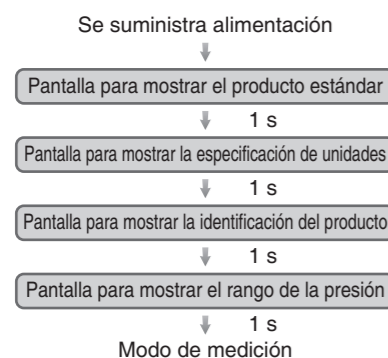 Se suministra alimentación
Pantalla para mostrar el producto estándar
1 s
Pantalla para mostrar la especificación de unidades
1 s
Pantalla para mostrar la identificación del producto
1 s
Pantalla para mostrar el rango de la presión
1 s
Modo de medición